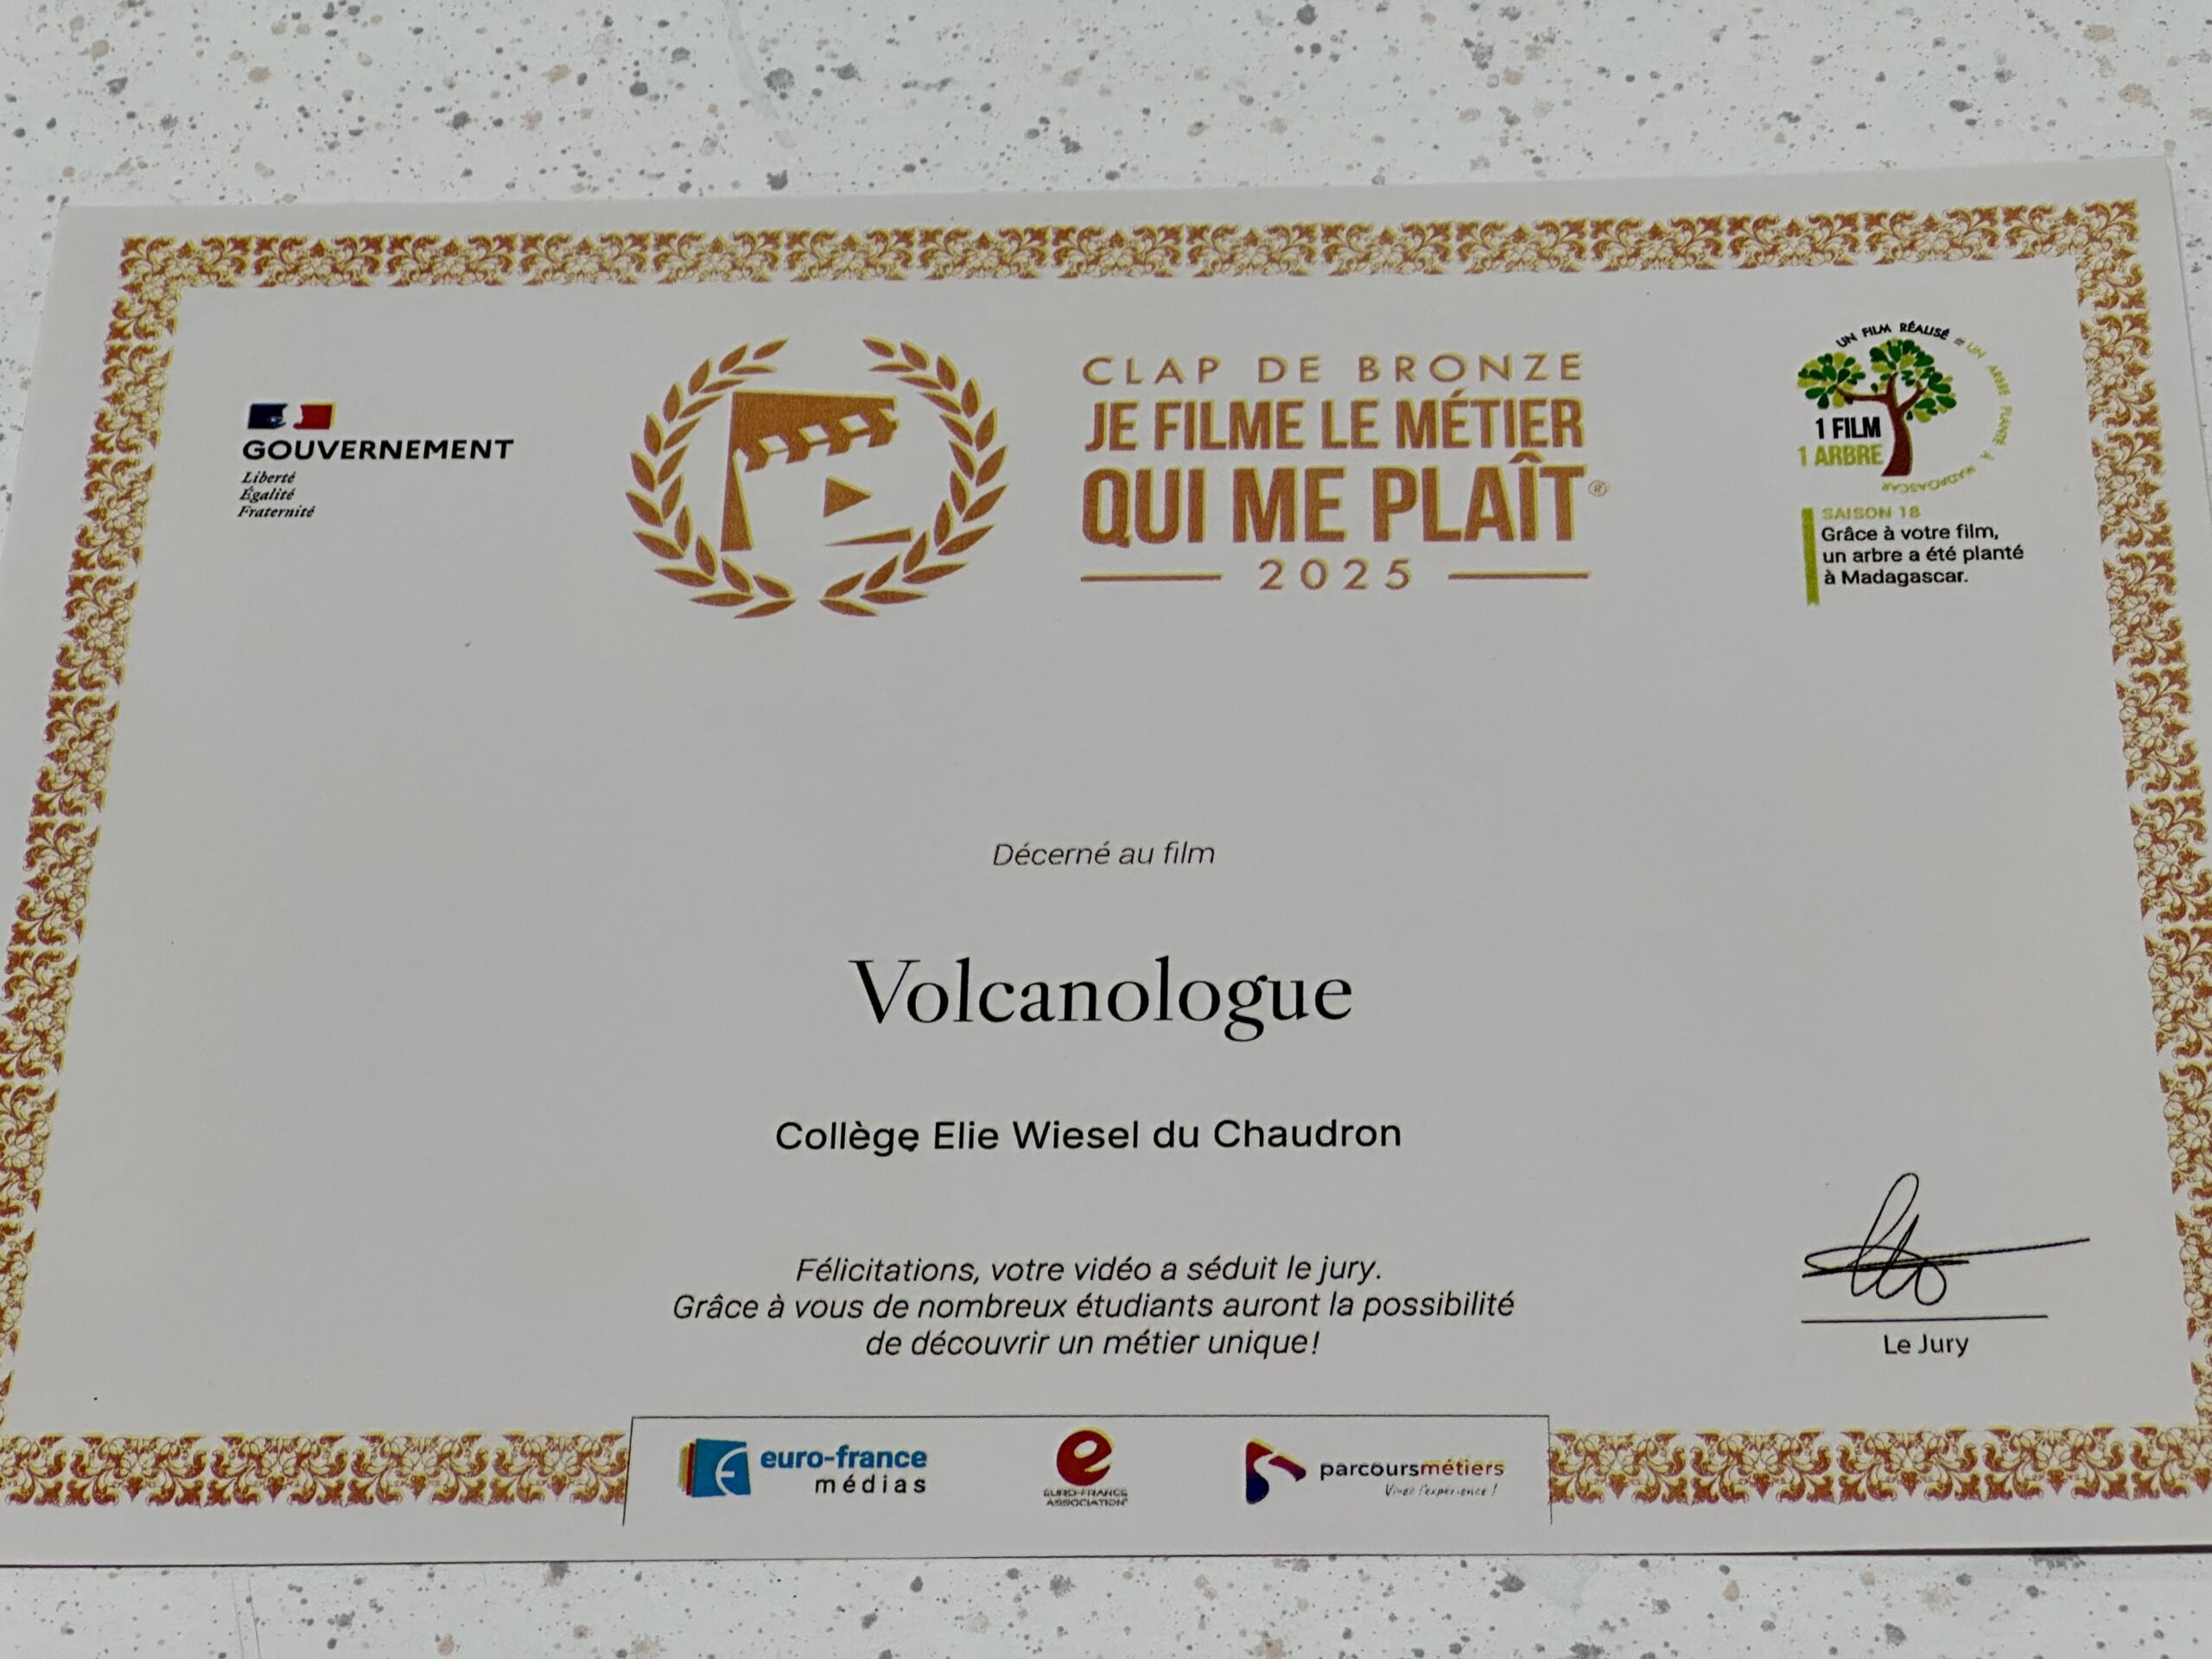 GOUVERNEMENT
Liberté
Égalité
Fraternité
CLAP DE BRONZE
JE FILME LE MÉTIER
QUI ME PLAÎT®
2025
UN FILM RÉALISÉ = UN ARBRE PLANTÉ À MADAGASCAR
1 FILM
1 ARBRE
SAISON 18
Grâce à votre film,
un arbre a été planté
à Madagascar.
Décerné au film
Volcanologue
Collège Elie Wiesel du Chaudron
Félicitations, votre vidéo a séduit le jury.
Grâce à vous de nombreux étudiants auront la possibilité
de découvrir un métier unique!
Le Jury
euro-france
médias
e
EURO-FRANCE
ASSOCIATION
parcoursmétiers
Vivez l'expérience !